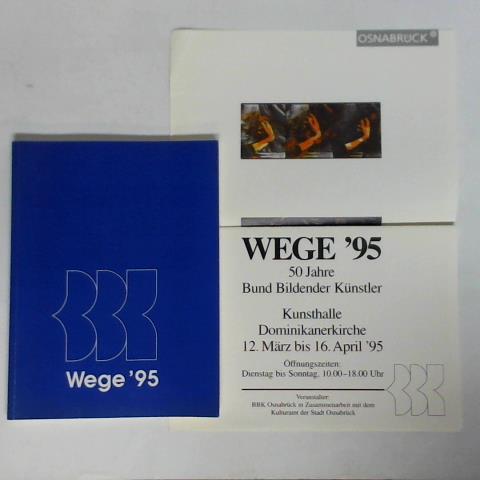 Wege '95
OSNABRÜCK
WEGE '95
50 Jahre
Bund Bildender Künstler
Kunsthalle
Dominikanerkirche
12. März bis 16. April '95
Öffnungszeiten:
Dienstag bis Sonntag, 10.00–18.00 Uhr
Veranstalter:
BBK Osnabrück in Zusammenarbeit mit dem
Kulturamt der Stadt Osnabrück